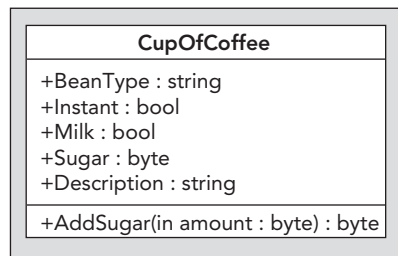 CupOfCoffee
+BeanType : string
+Instant : bool
+Milk : bool
+Sugar : byte
+Description : string
+AddSugar(in amount : byte) : byte